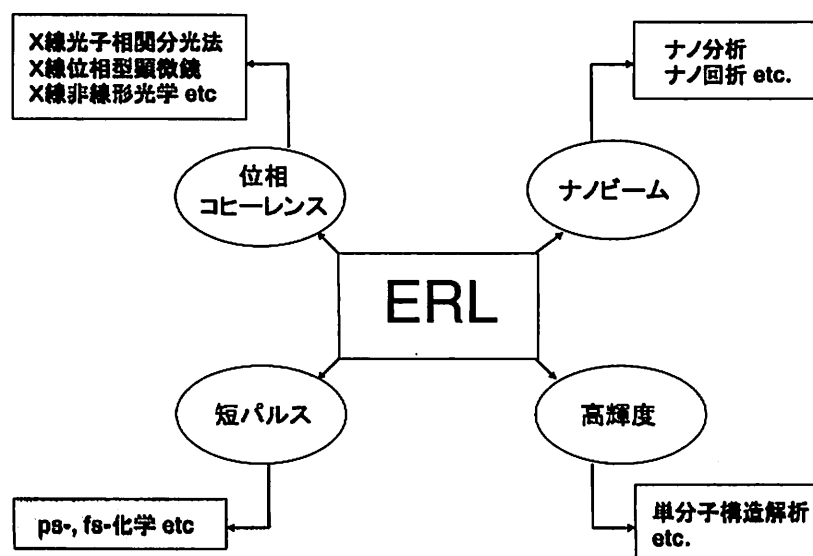 X線光子相関分光法
X線位相型顕微鏡
X線非線形光学 etc
ナノ分析
ナノ回折 etc.
位相
コヒーレンス
ナノビーム
ERL
短パルス
高輝度
ps-, fs-化学 etc
単分子構造解析
etc.